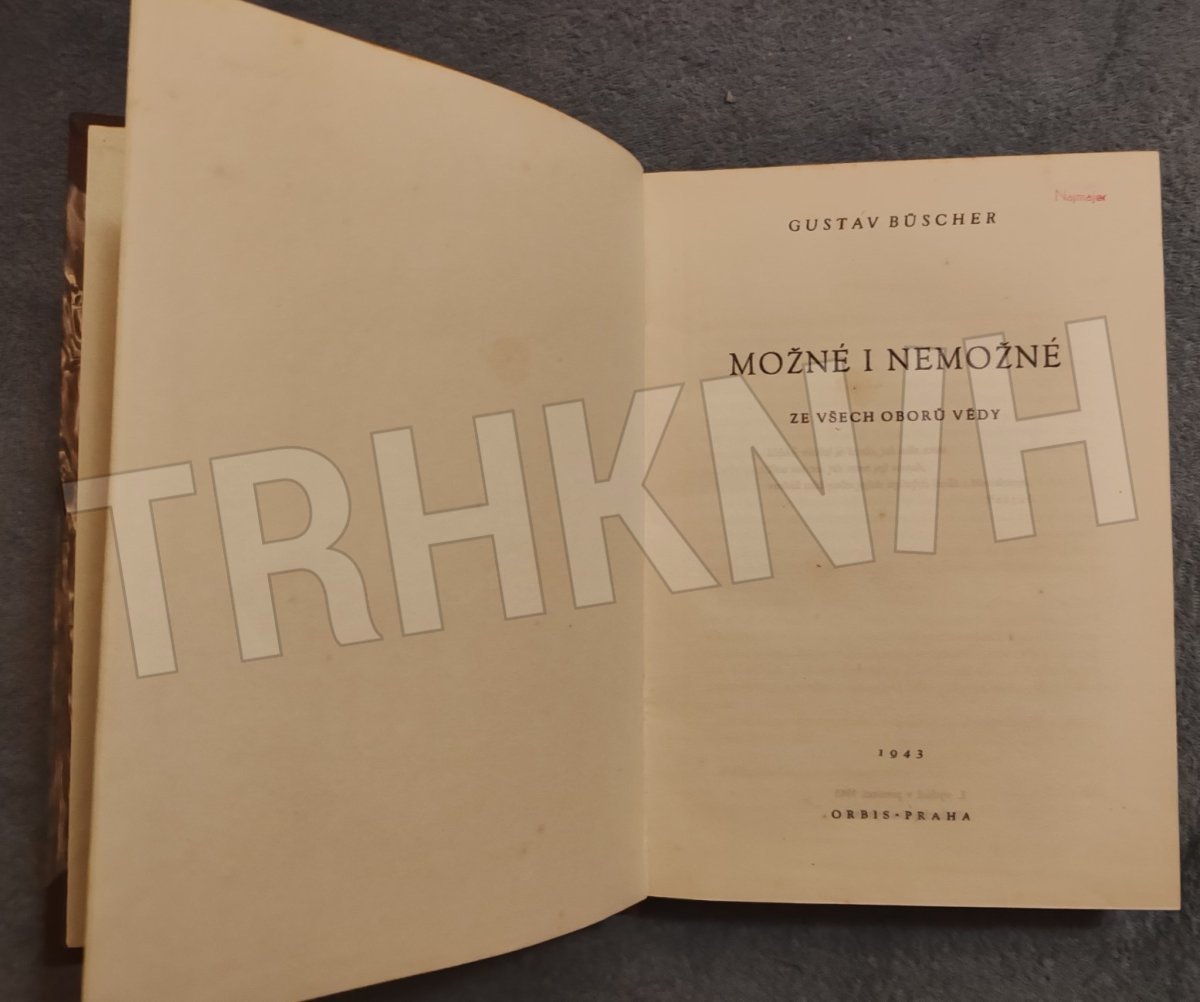 Najmajer
GUSTAV BÜSCHER
MOŽNÉ I NEMOŽNÉ
ZE VŠECH OBORŮ VĚDY
TRHKNIH
1943
ORBIS · PRAHA